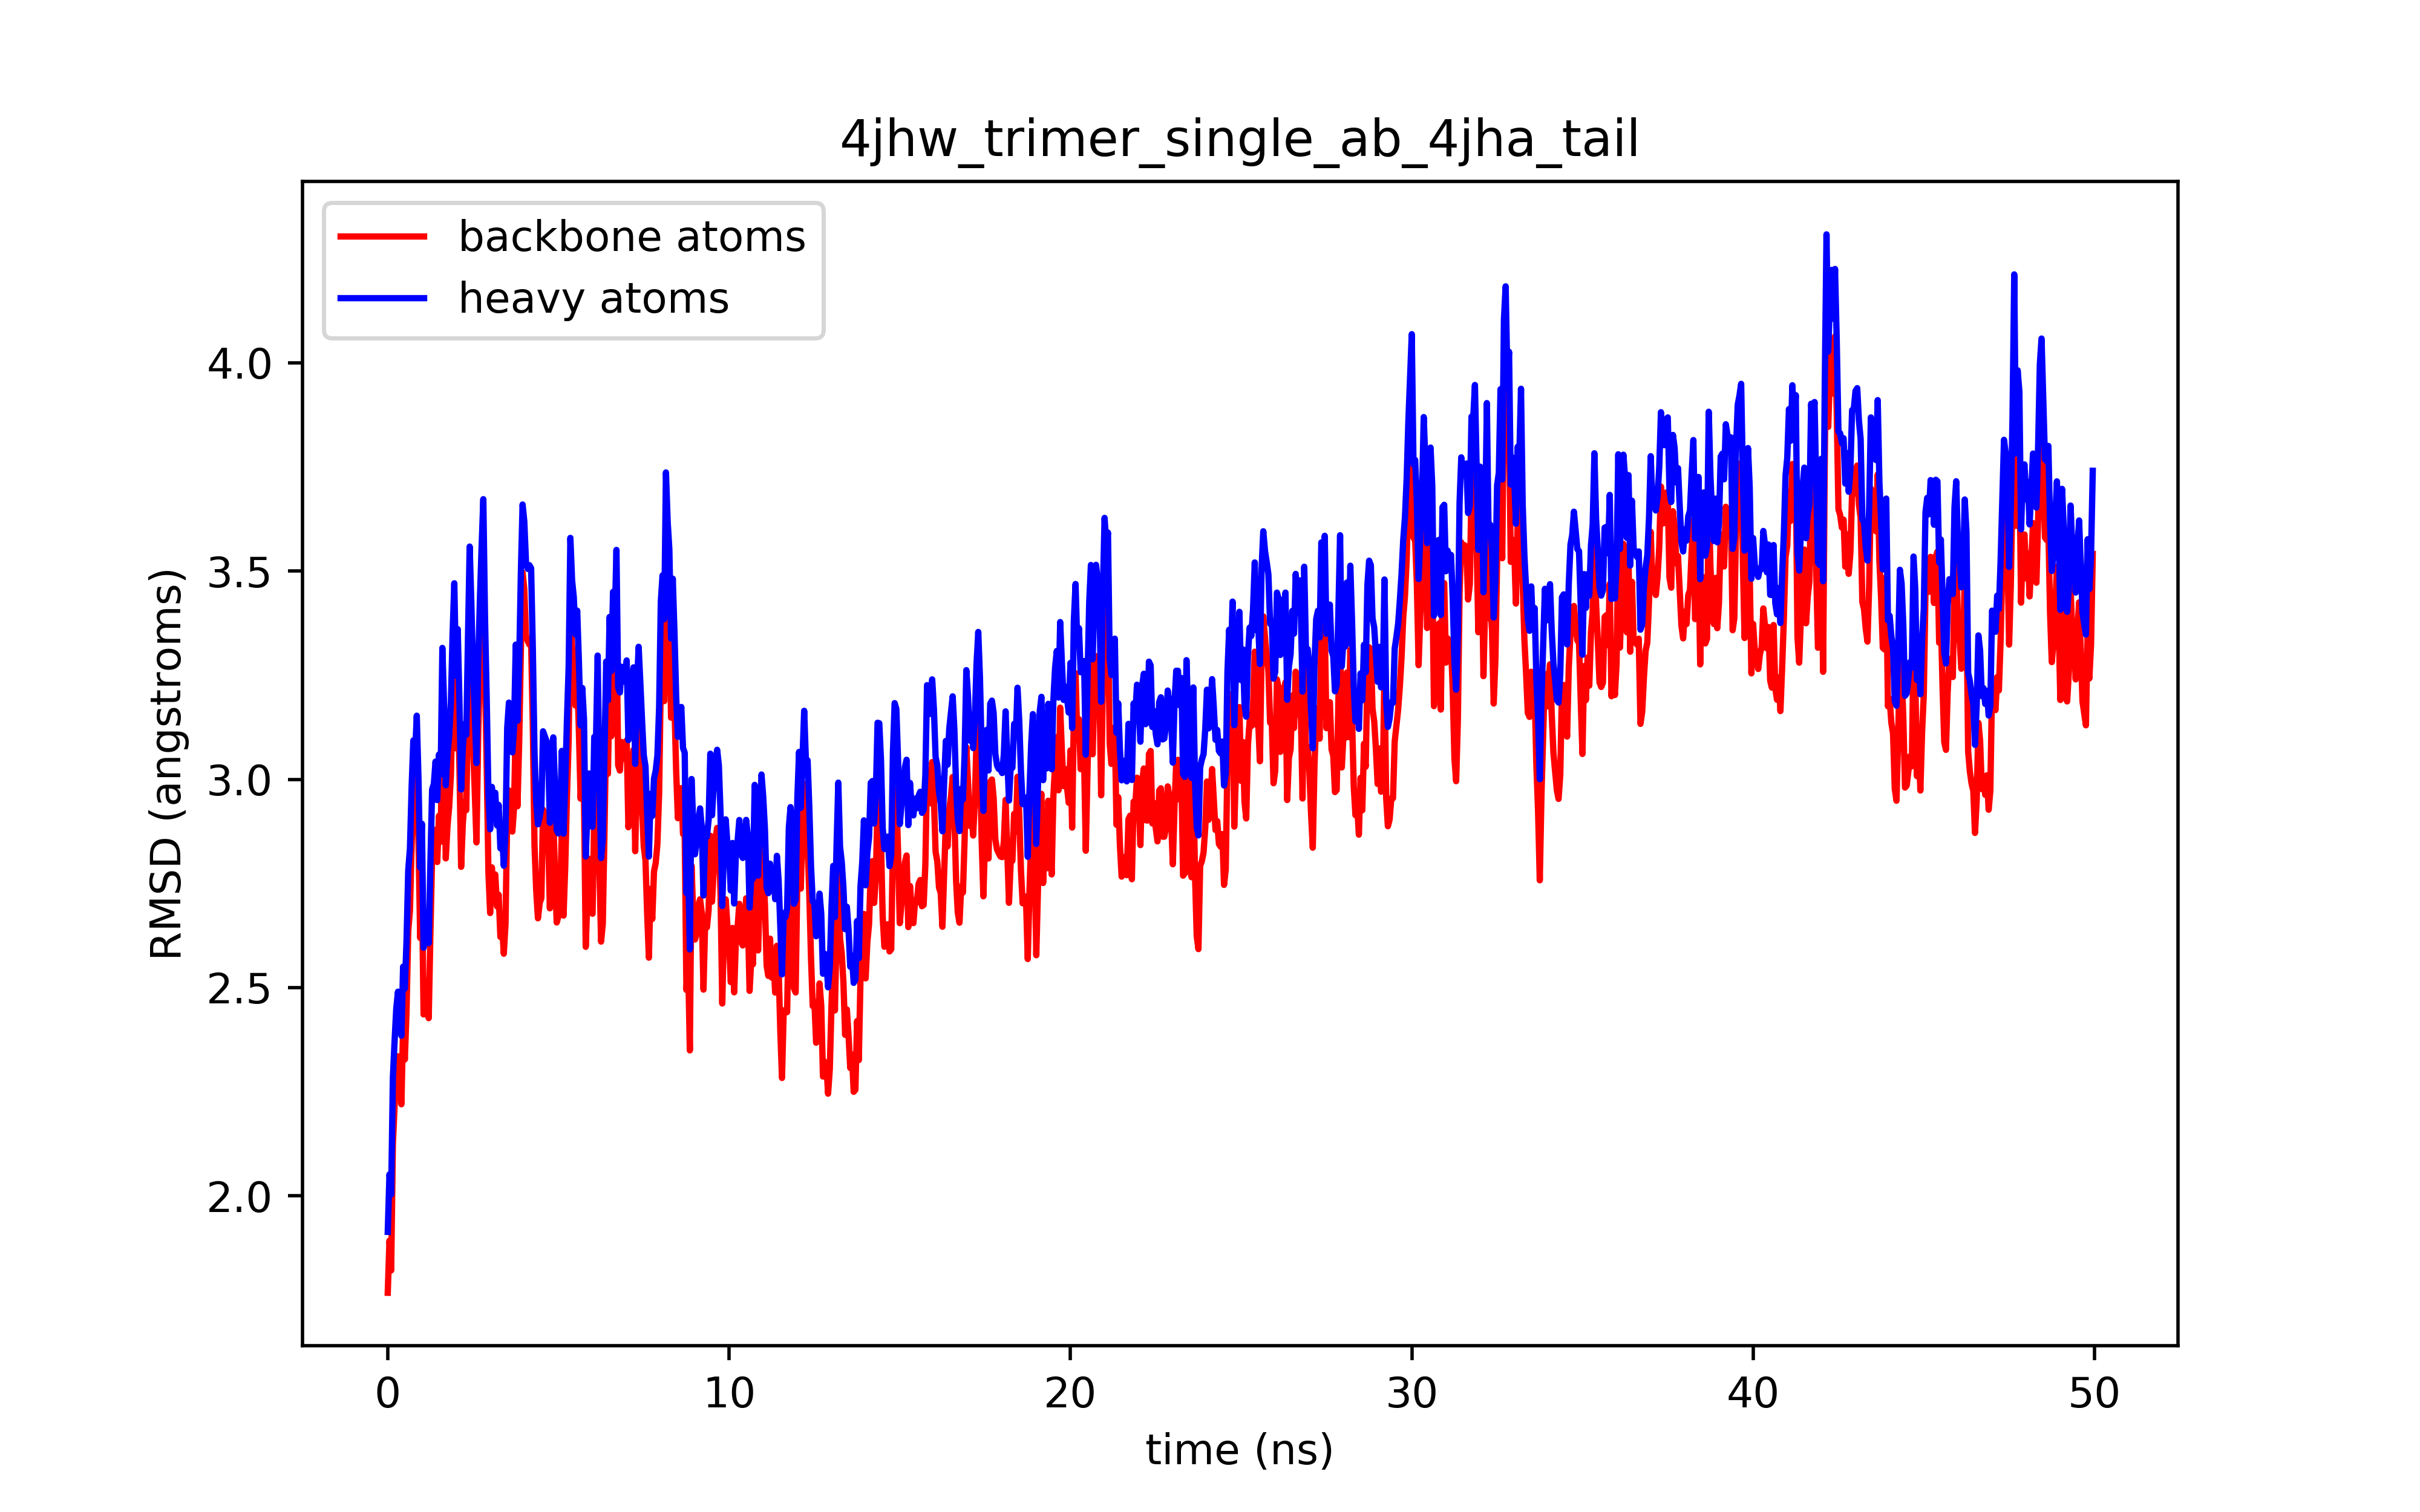 4jhw_trimer_single_ab_4jha_tail
backbone atoms
heavy atoms
RMSD (angstroms)
4.0
3.5
3.0
2.5
2.0
0 10 20 30 40 50
time (ns)